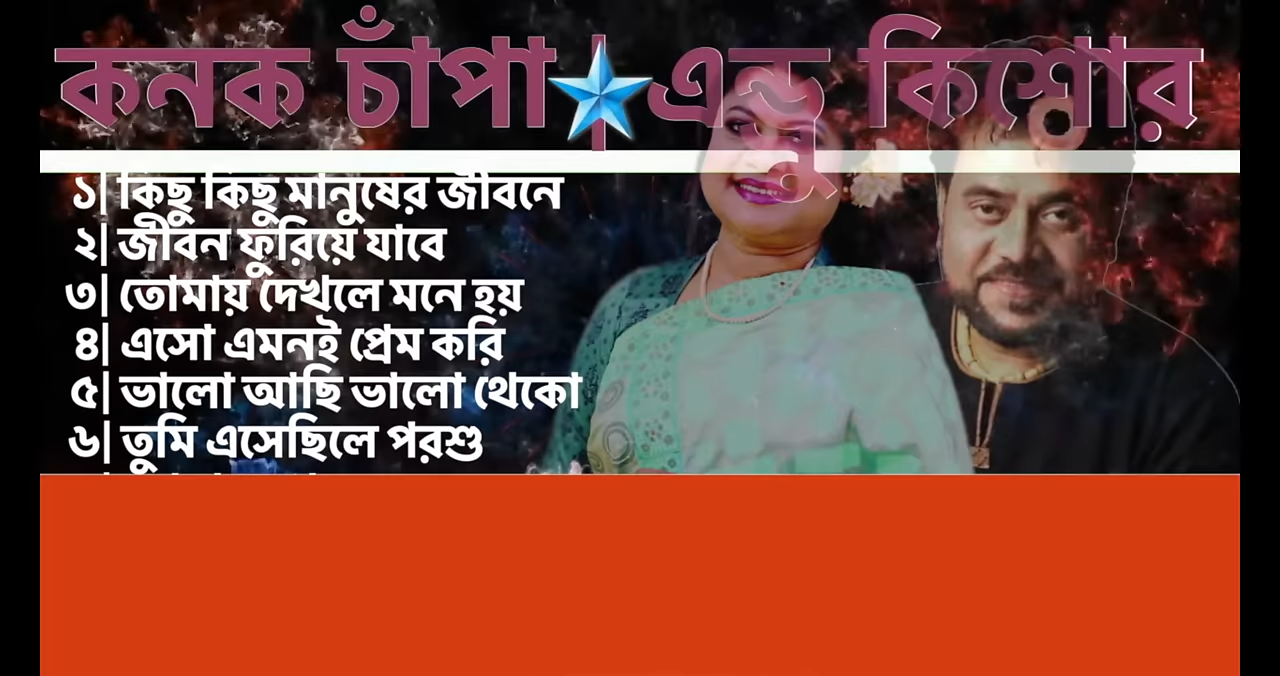 কনক চাঁপা | এন্ড্রু কিশোর
১| কিছু কিছু মানুষের জীবনে
২| জীবন ফুরিয়ে যাবে
৩| তোমায় দেখলে মনে হয়
৪| এসো এমনই প্রেম করি
৫| ভালো আছি ভালো থেকো
৬| তুমি এসেছিলে পরশু